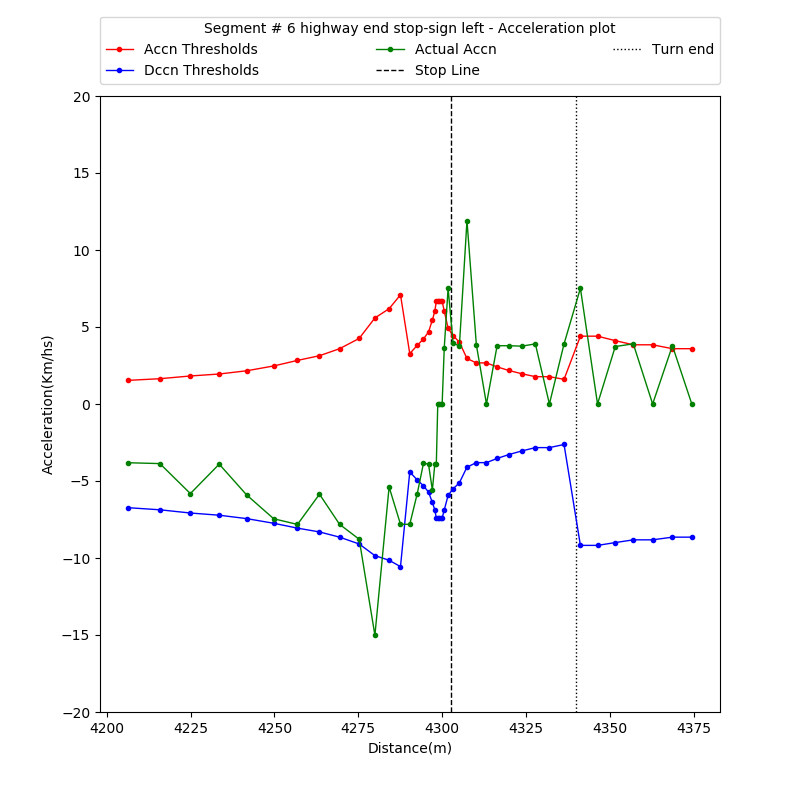 Segment # 6 highway end stop-sign left - Acceleration plot
Accn Thresholds
Dccn Thresholds
Actual Accn
Stop Line
Turn end
20
15
10
5
0
−5
−10
−15
−20
Acceleration(Km/hs)
4200 4225 4250 4275 4300 4325 4350 4375
Distance(m)